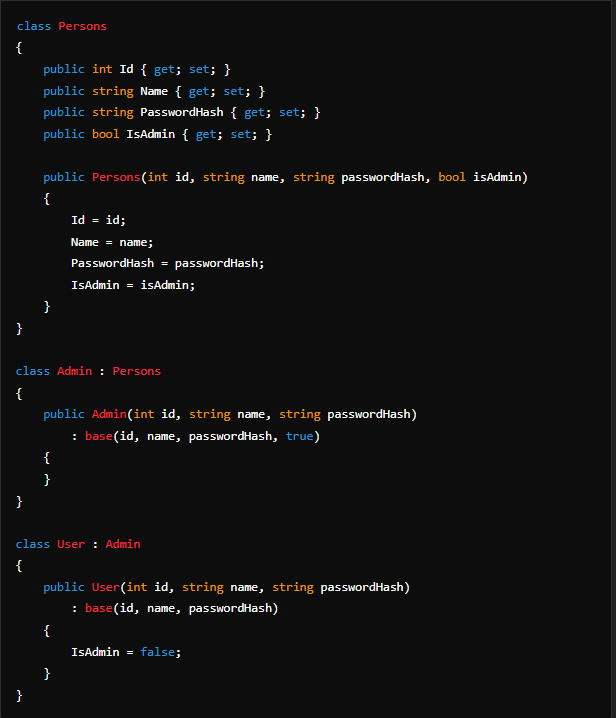 class Persons
{
    public int Id { get; set; }
    public string Name { get; set; }
    public string PasswordHash { get; set; }
    public bool IsAdmin { get; set; }

    public Persons(int id, string name, string passwordHash, bool isAdmin)
    {
        Id = id;
        Name = name;
        PasswordHash = passwordHash;
        IsAdmin = isAdmin;
    }
}

class Admin : Persons
{
    public Admin(int id, string name, string passwordHash)
        : base(id, name, passwordHash, true)
    {
    }
}

class User : Admin
{
    public User(int id, string name, string passwordHash)
        : base(id, name, passwordHash)
    {
        IsAdmin = false;
    }
}